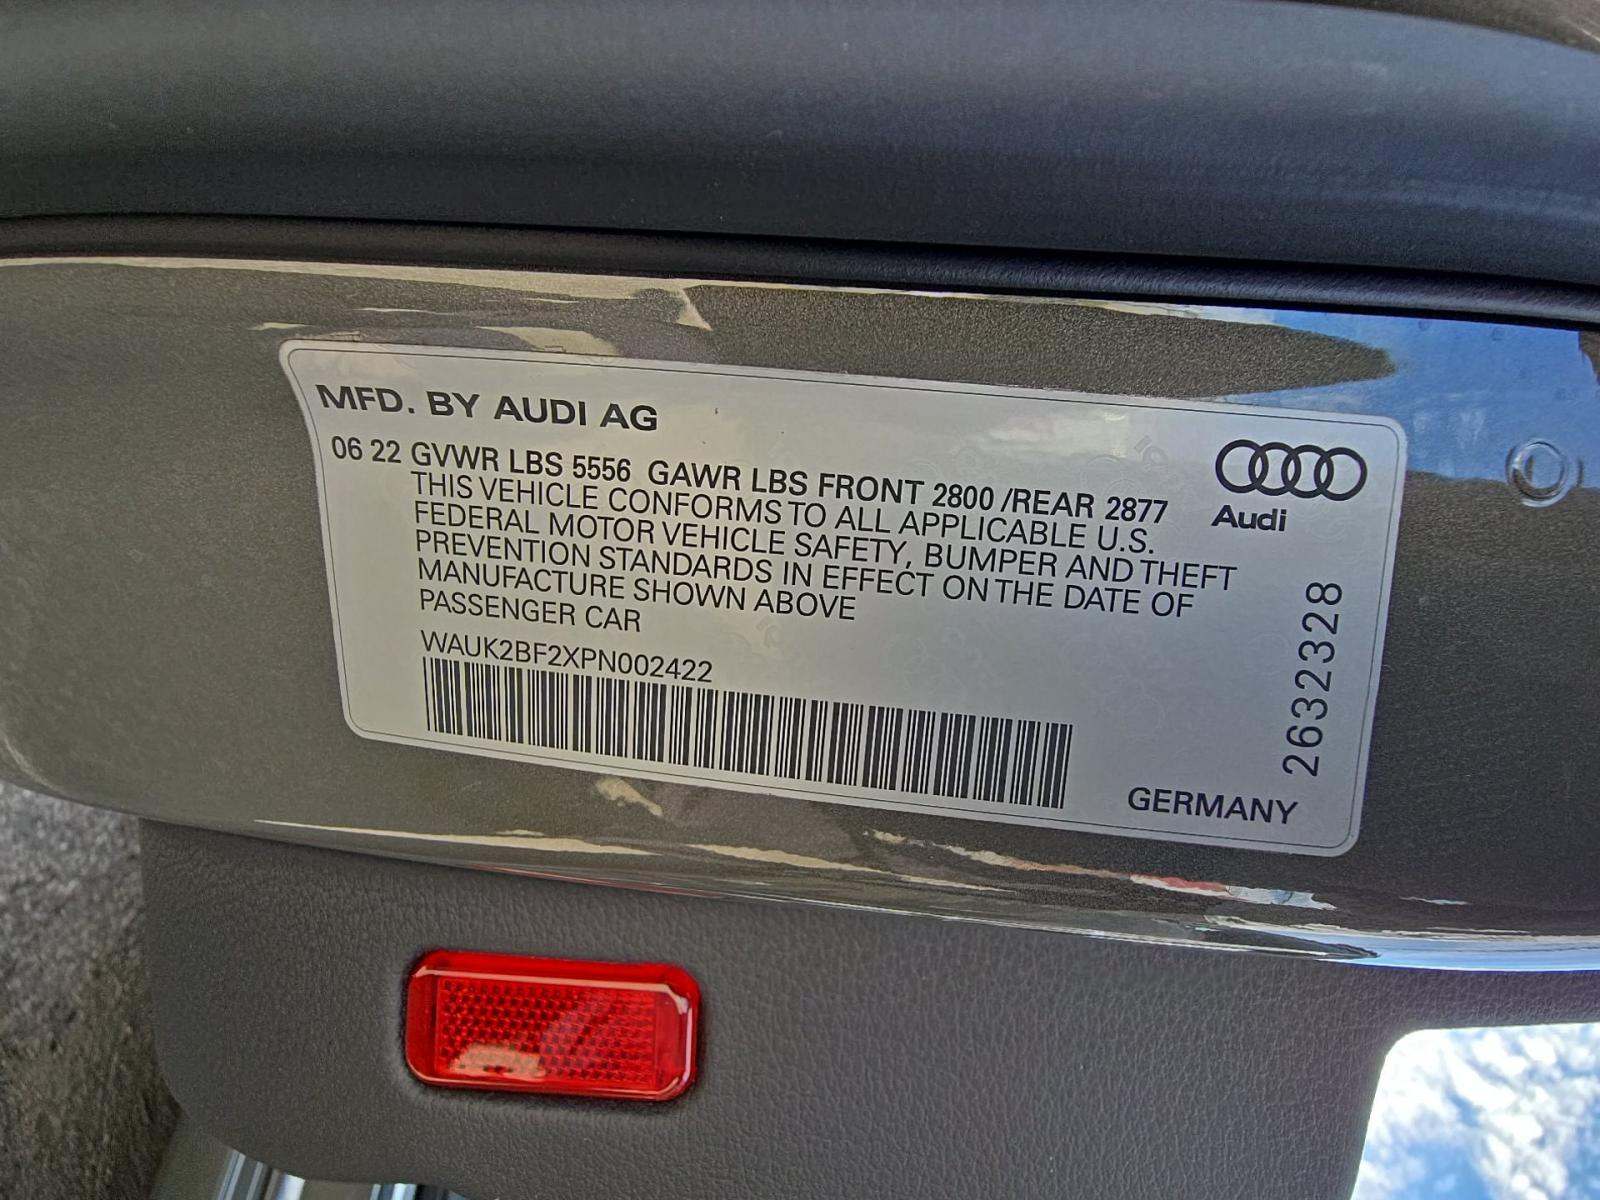 MFD. BY AUDI AG
06 22 GVWR LBS 5556 GAWR LBS FRONT 2800 /REAR 2877
THIS VEHICLE CONFORMS TO ALL APPLICABLE U.S.
FEDERAL MOTOR VEHICLE SAFETY, BUMPER AND THEFT
PREVENTION STANDARDS IN EFFECT ON THE DATE OF
MANUFACTURE SHOWN ABOVE
PASSENGER CAR
WAUK2BF2XPN002422
Audi
2632328
GERMANY